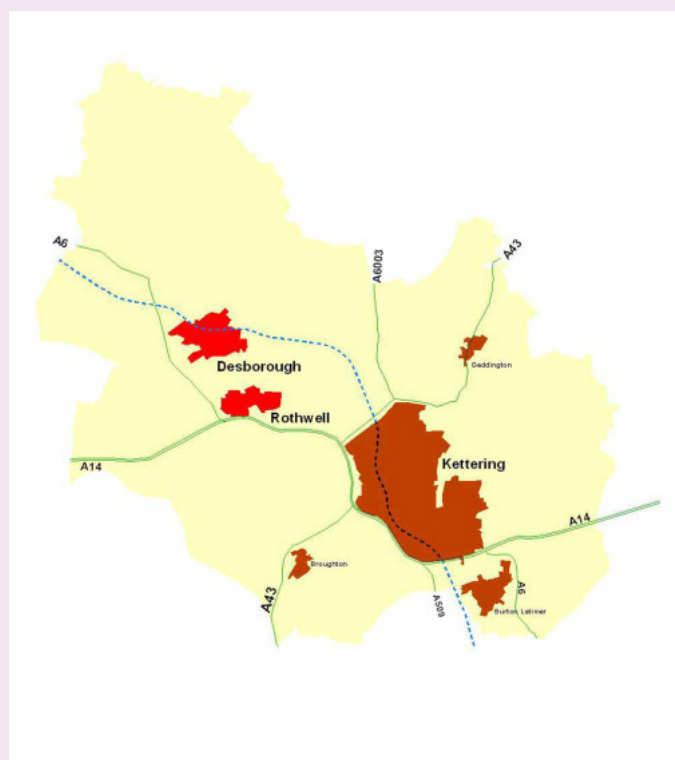 A6
A6003
A43
Geddington
Desborough
Rothwell
Kettering
A14
A14
Broughton
A43
A509
A6
Burton Latimer